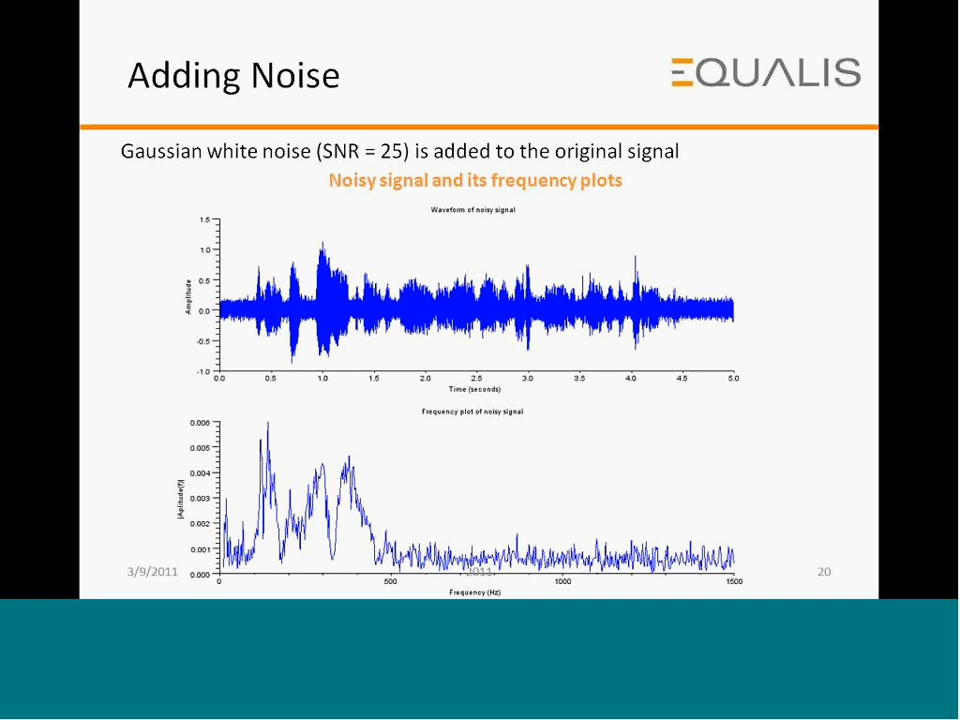 Adding Noise
EQUALIS
Gaussian white noise (SNR = 25) is added to the original signal
Noisy signal and its frequency plots
Waveform of noisy signal
1.5
1.0
0.5
0.0
-0.5
-1.0
Amplitude
0.0 0.5 1.0 1.5 2.0 2.5 3.0 3.5 4.0 4.5 5.0
Time (seconds)
Frequency plot of noisy signal
0.006
0.005
0.004
0.003
0.002
0.001
0.000
|Aplitude(f)|
0 500 1000 1500
Frequency (Hz)
3/9/2011 2011 20